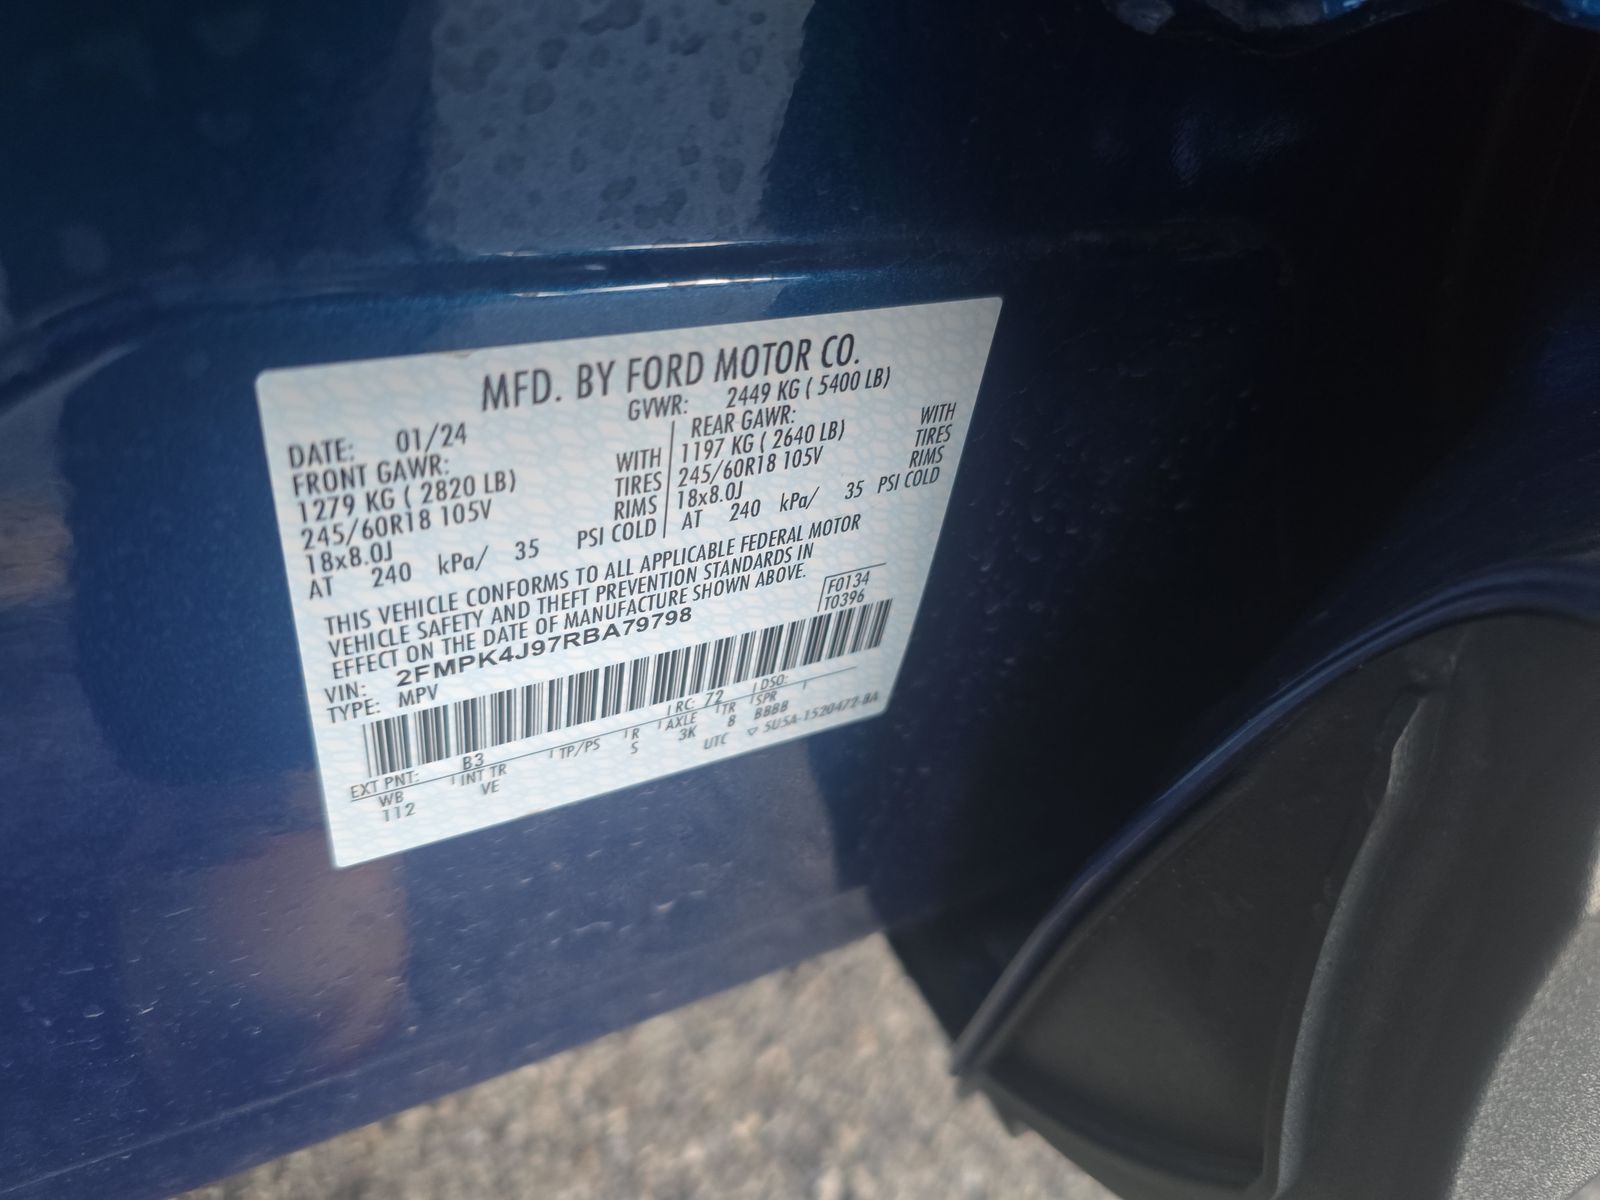 MFD. BY FORD MOTOR CO.
DATE: 01/24 GVWR: 2449 KG ( 5400 LB)
FRONT GAWR: REAR GAWR:
1279 KG ( 2820 LB) WITH 1197 KG ( 2640 LB) WITH
245/60R18 105V TIRES 245/60R18 105V TIRES
18x8.0J RIMS 18x8.0J RIMS
AT 240 kPa/ 35 PSI COLD AT 240 kPa/ 35 PSI COLD
THIS VEHICLE CONFORMS TO ALL APPLICABLE FEDERAL MOTOR
VEHICLE SAFETY AND THEFT PREVENTION STANDARDS IN
EFFECT ON THE DATE OF MANUFACTURE SHOWN ABOVE.
VIN: 2FMPK4J97RBA79798 F0134
TYPE: MPV T0396
EXT PNT: B3 RC: 72 DSO:
WB INT TR TP/PS R AXLE TR SPR
112 VE S 3K 8 BBBB
UTC ▽ 5U5A-1520472-BA